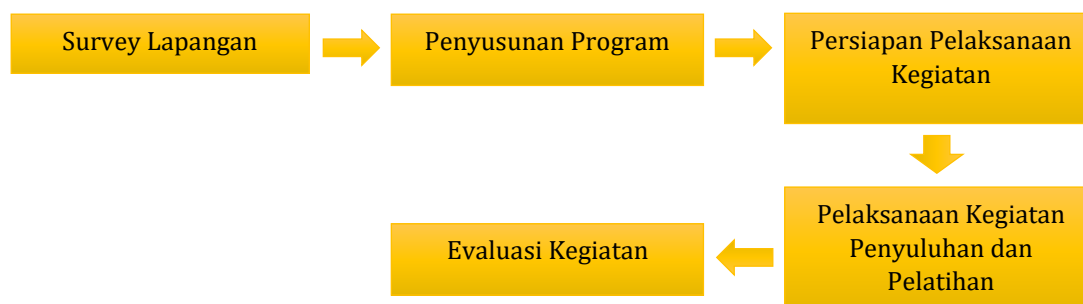 Survey Lapangan
Penyusunan Program
Persiapan Pelaksanaan
Kegiatan
Pelaksanaan Kegiatan
Penyuluhan dan
Pelatihan
Evaluasi Kegiatan